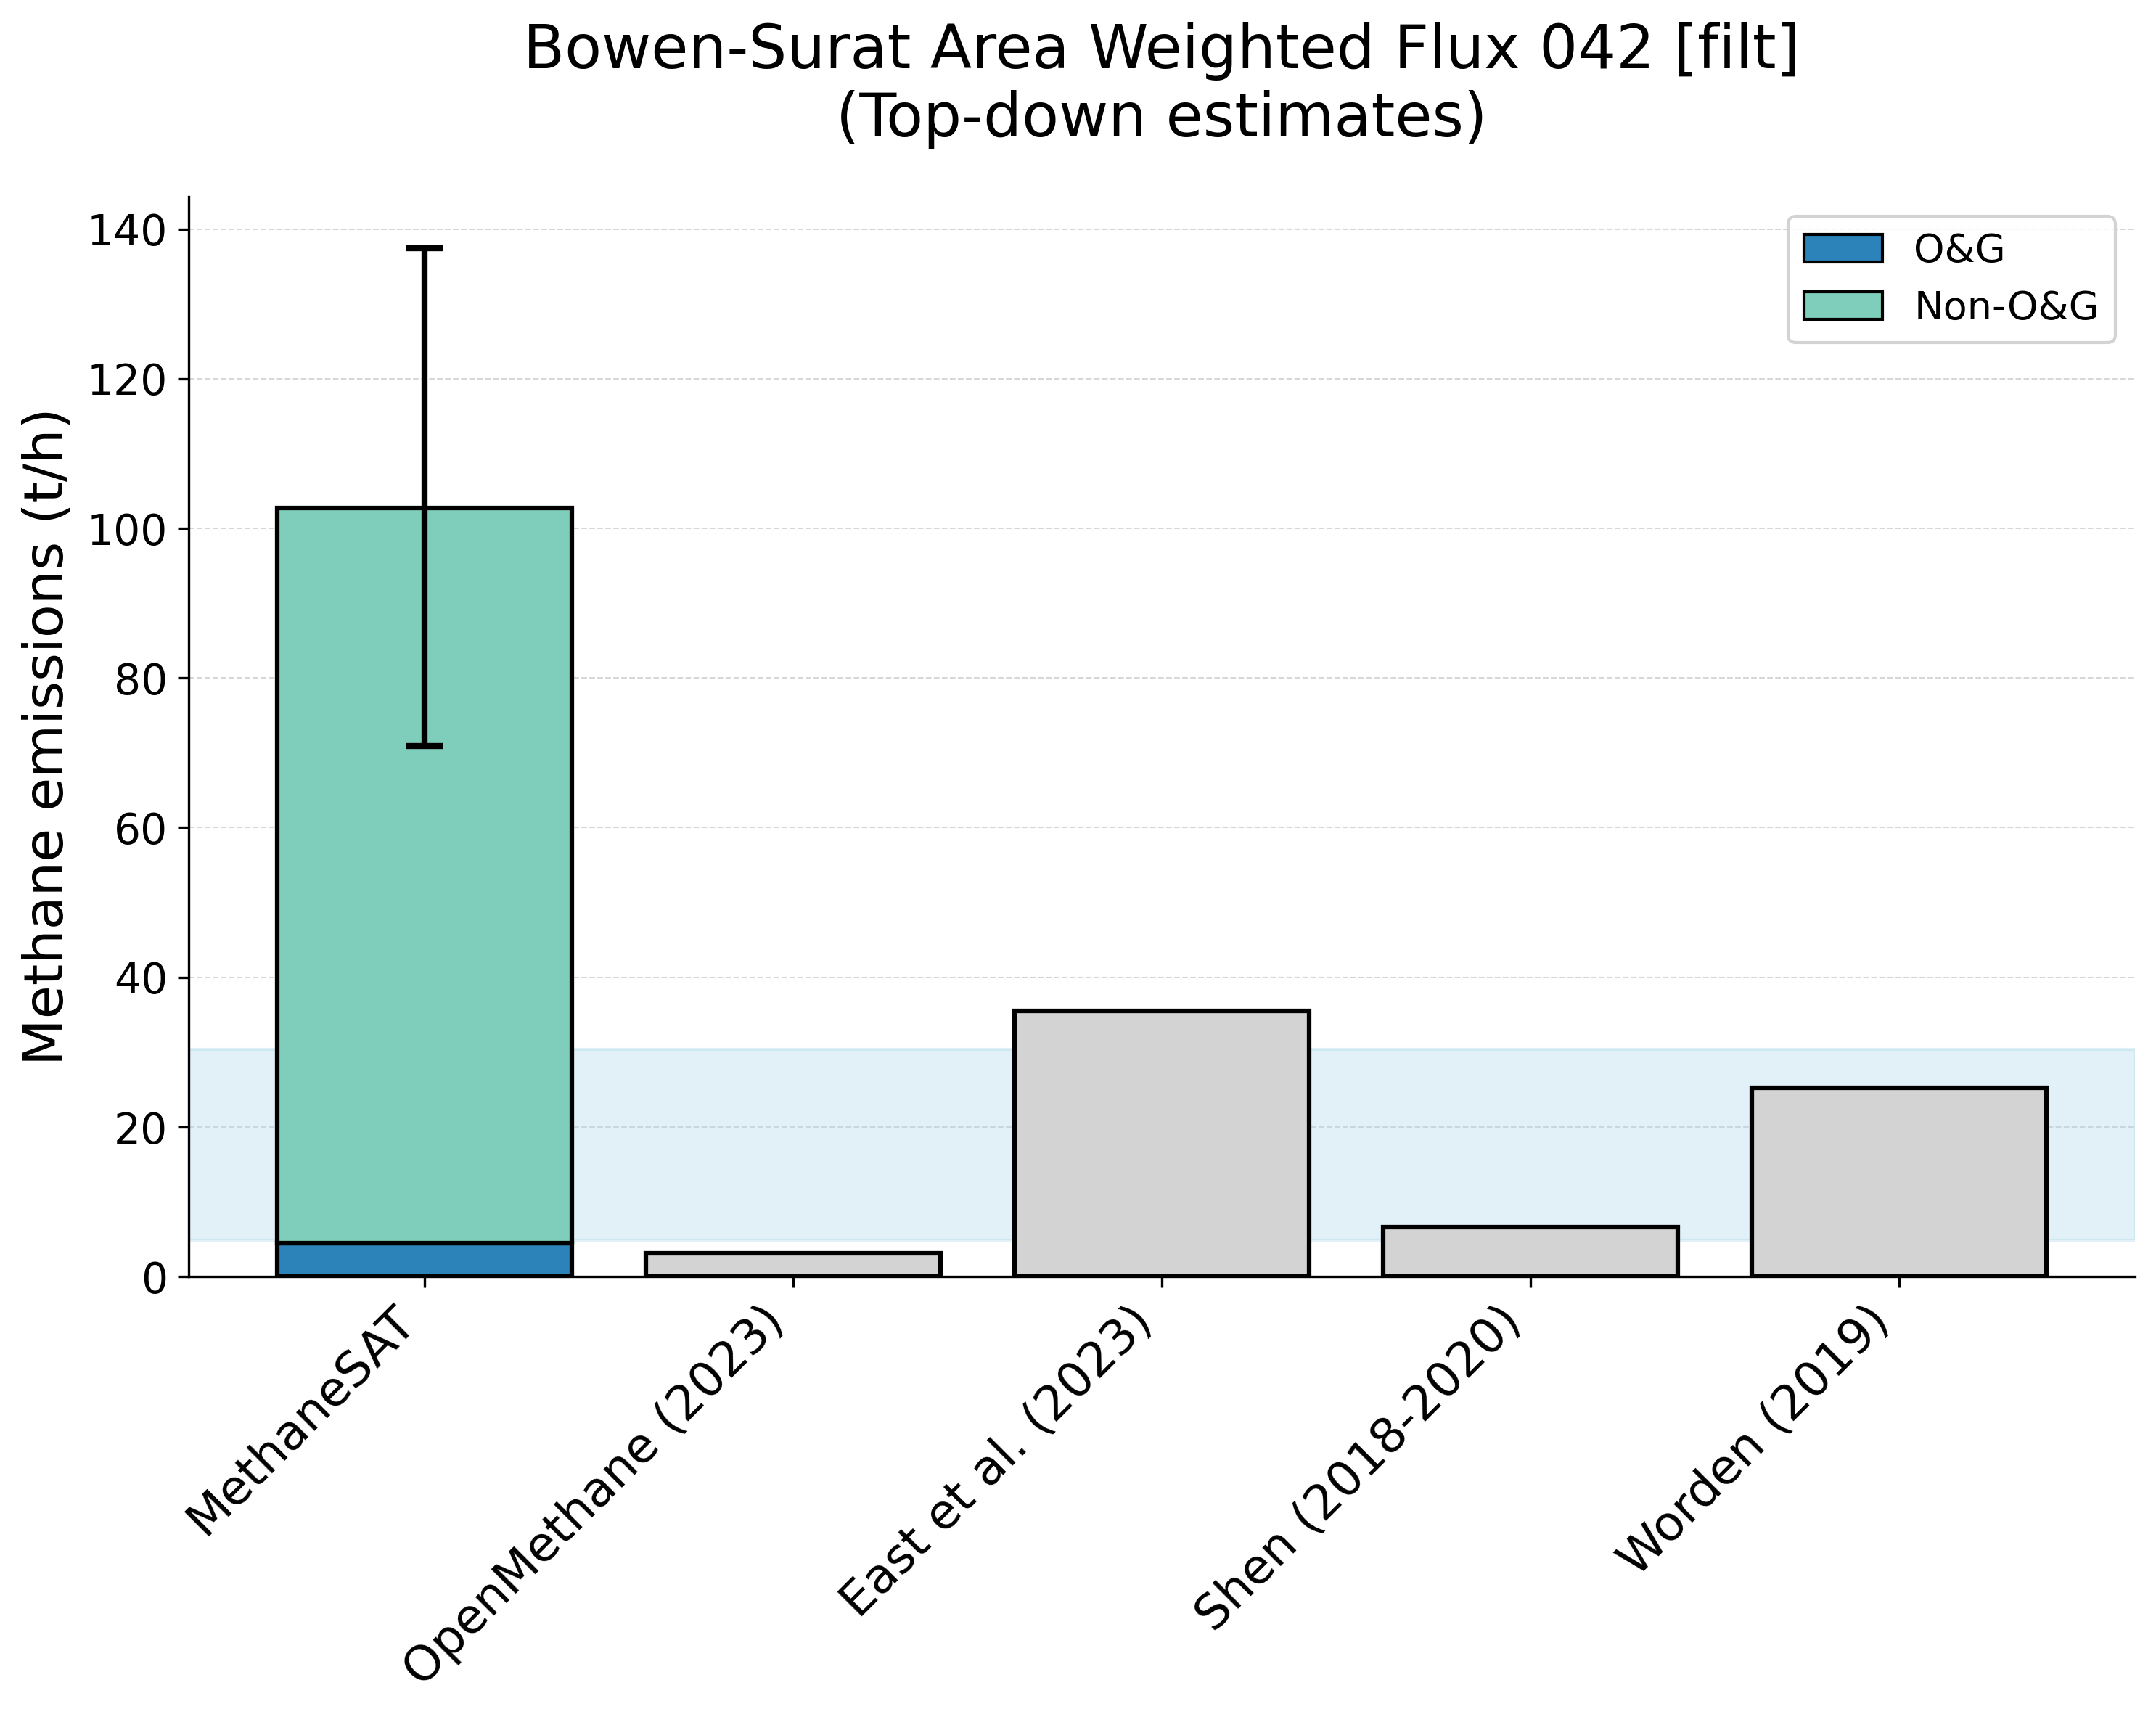 Bowen-Surat Area Weighted Flux 042 [filt]
(Top-down estimates)
Methane emissions (t/h)
140
120
100
80
60
40
20
0
O&G
Non-O&G
MethaneSAT
OpenMethane (2023)
East et al. (2023)
Shen (2018-2020)
Worden (2019)